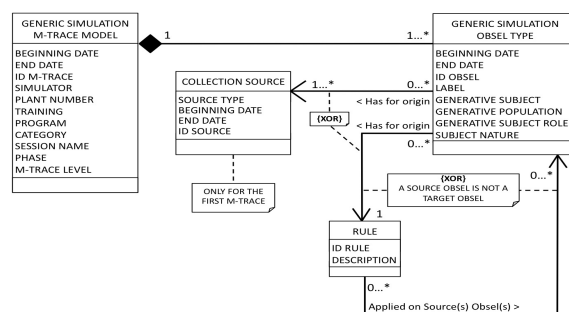 GENERIC SIMULATION
M-TRACE MODEL
BEGINNING DATE
END DATE
ID M-TRACE
SIMULATOR
PLANT NUMBER
TRAINING
PROGRAM
CATEGORY
SESSION NAME
PHASE
M-TRACE LEVEL
1
1...*
GENERIC SIMULATION
OBSEL TYPE
BEGINNING DATE
END DATE
ID OBSEL
LABEL
GENERATIVE SUBJECT
GENERATIVE POPULATION
GENERATIVE SUBJECT ROLE
SUBJECT NATURE
COLLECTION SOURCE
SOURCE TYPE
BEGINNING DATE
END DATE
ID SOURCE
1...*
0...*
< Has for origin
{XOR}
< Has for origin
0...*
ONLY FOR THE
FIRST M-TRACE
{XOR}
A SOURCE OBSEL IS NOT A
TARGET OBSEL
0...*
1
RULE
ID RULE
DESCRIPTION
0...*
Applied on Source(s) Obsel(s) >